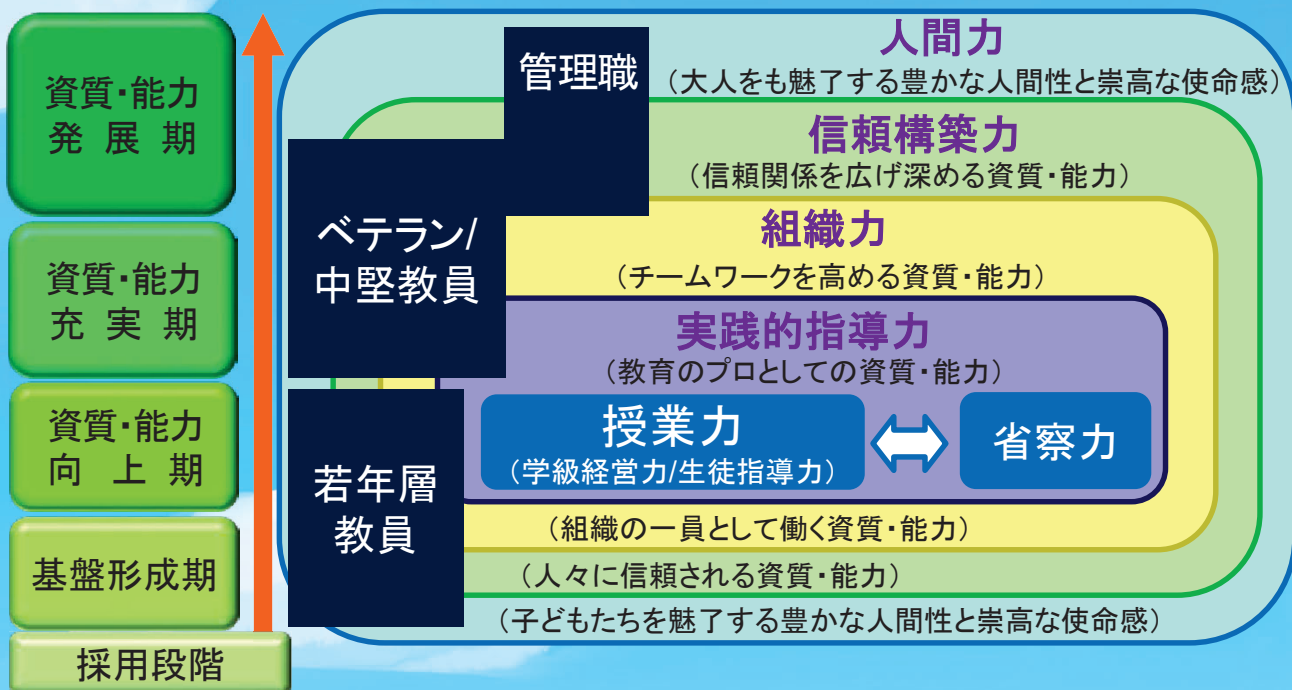 資質・能力
発展期
資質・能力
充実期
資質・能力
向上期
基盤形成期
採用段階
管理職
ベテラン/
中堅教員
若年層
教員
人間力
(大人をも魅了する豊かな人間性と崇高な使命感)
信頼構築力
(信頼関係を広げ深める資質・能力)
組織力
(チームワークを高める資質・能力)
実践的指導力
(教育のプロとしての資質・能力)
授業力
(学級経営力/生徒指導力)
省察力
(組織の一員として働く資質・能力)
(人々に信頼される資質・能力)
(子どもたちを魅了する豊かな人間性と崇高な使命感)